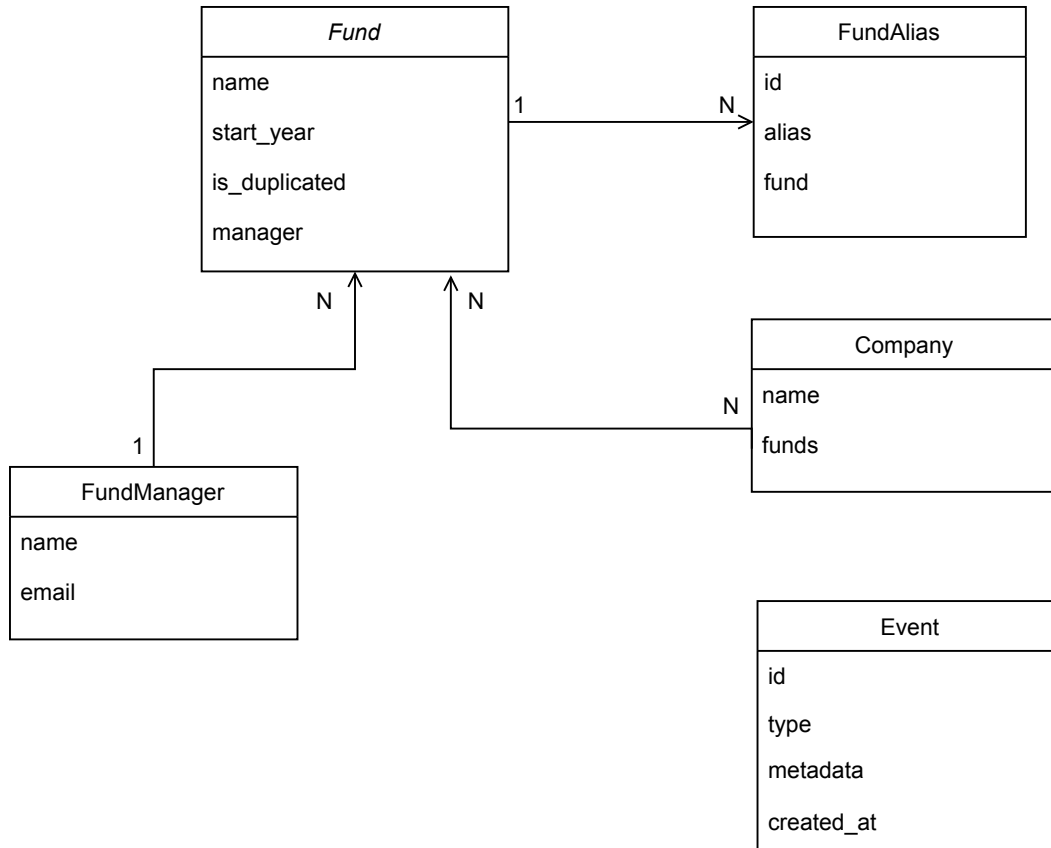 Fund
name
start_year
is_duplicated
manager
1
N
FundAlias
id
alias
fund
N
N
N
Company
name
funds
1
FundManager
name
email
Event
id
type
metadata
created_at